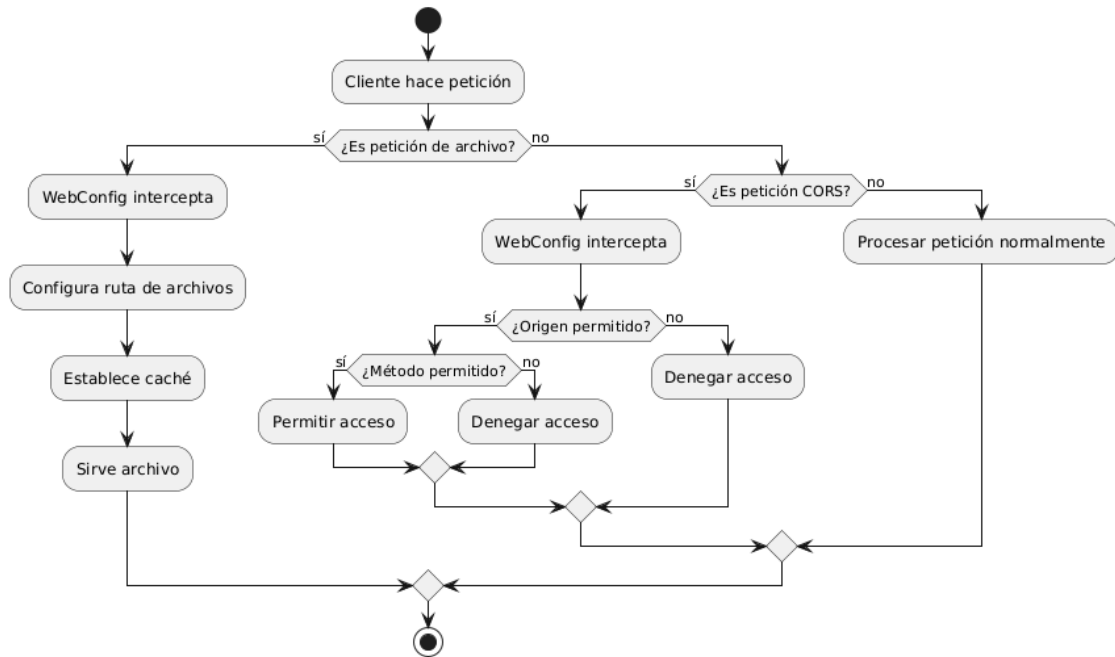 Cliente hace petición
sí
¿Es petición de archivo?
no
WebConfig intercepta
Configura ruta de archivos
Establece caché
Sirve archivo
sí
¿Es petición CORS?
no
WebConfig intercepta
sí
¿Origen permitido?
no
sí
¿Método permitido?
no
Permitir acceso
Denegar acceso
Denegar acceso
Procesar petición normalmente